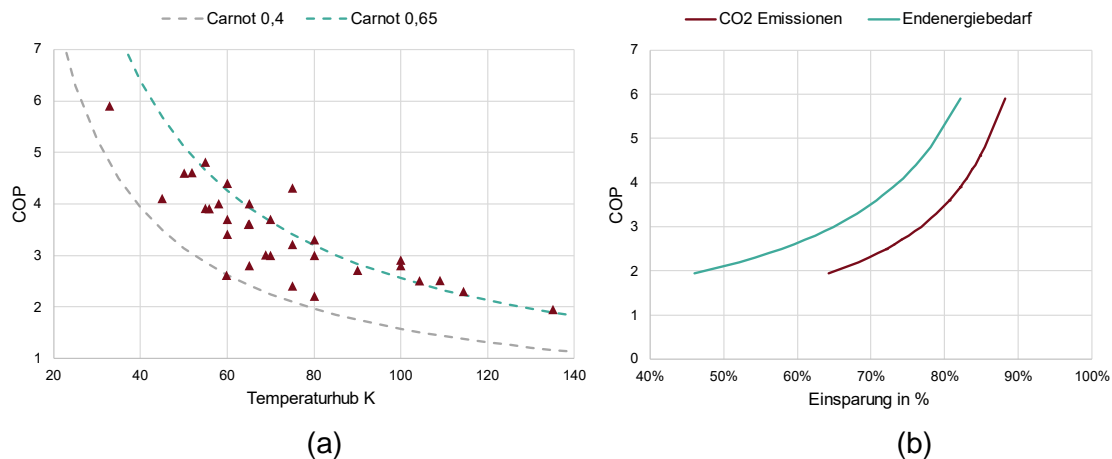 Carnot 0,4
Carnot 0,65
7
6
5
4
3
2
1
COP
20
40
60
80
100
120
140
Temperaturhub K
(a)
CO2 Emissionen
Endenergiebedarf
7
6
5
4
3
2
1
0
COP
40%
50%
60%
70%
80%
90%
100%
Einsparung in %
(b)